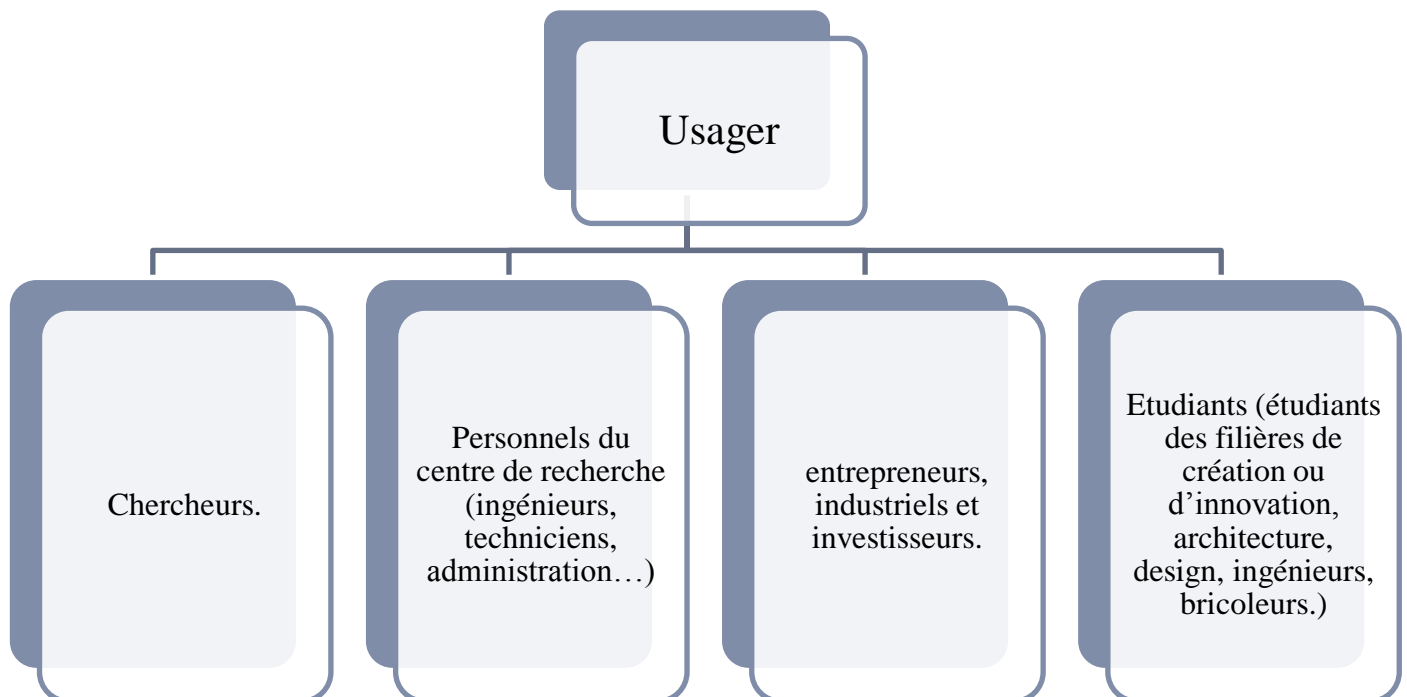 Usager
Chercheurs.
Personnels du
centre de recherche
(ingénieurs,
techniciens,
administration…)
entrepreneurs,
industriels et
investisseurs.
Etudiants (étudiants
des filières de
création ou
d’innovation,
architecture,
design, ingénieurs,
bricoleurs.)